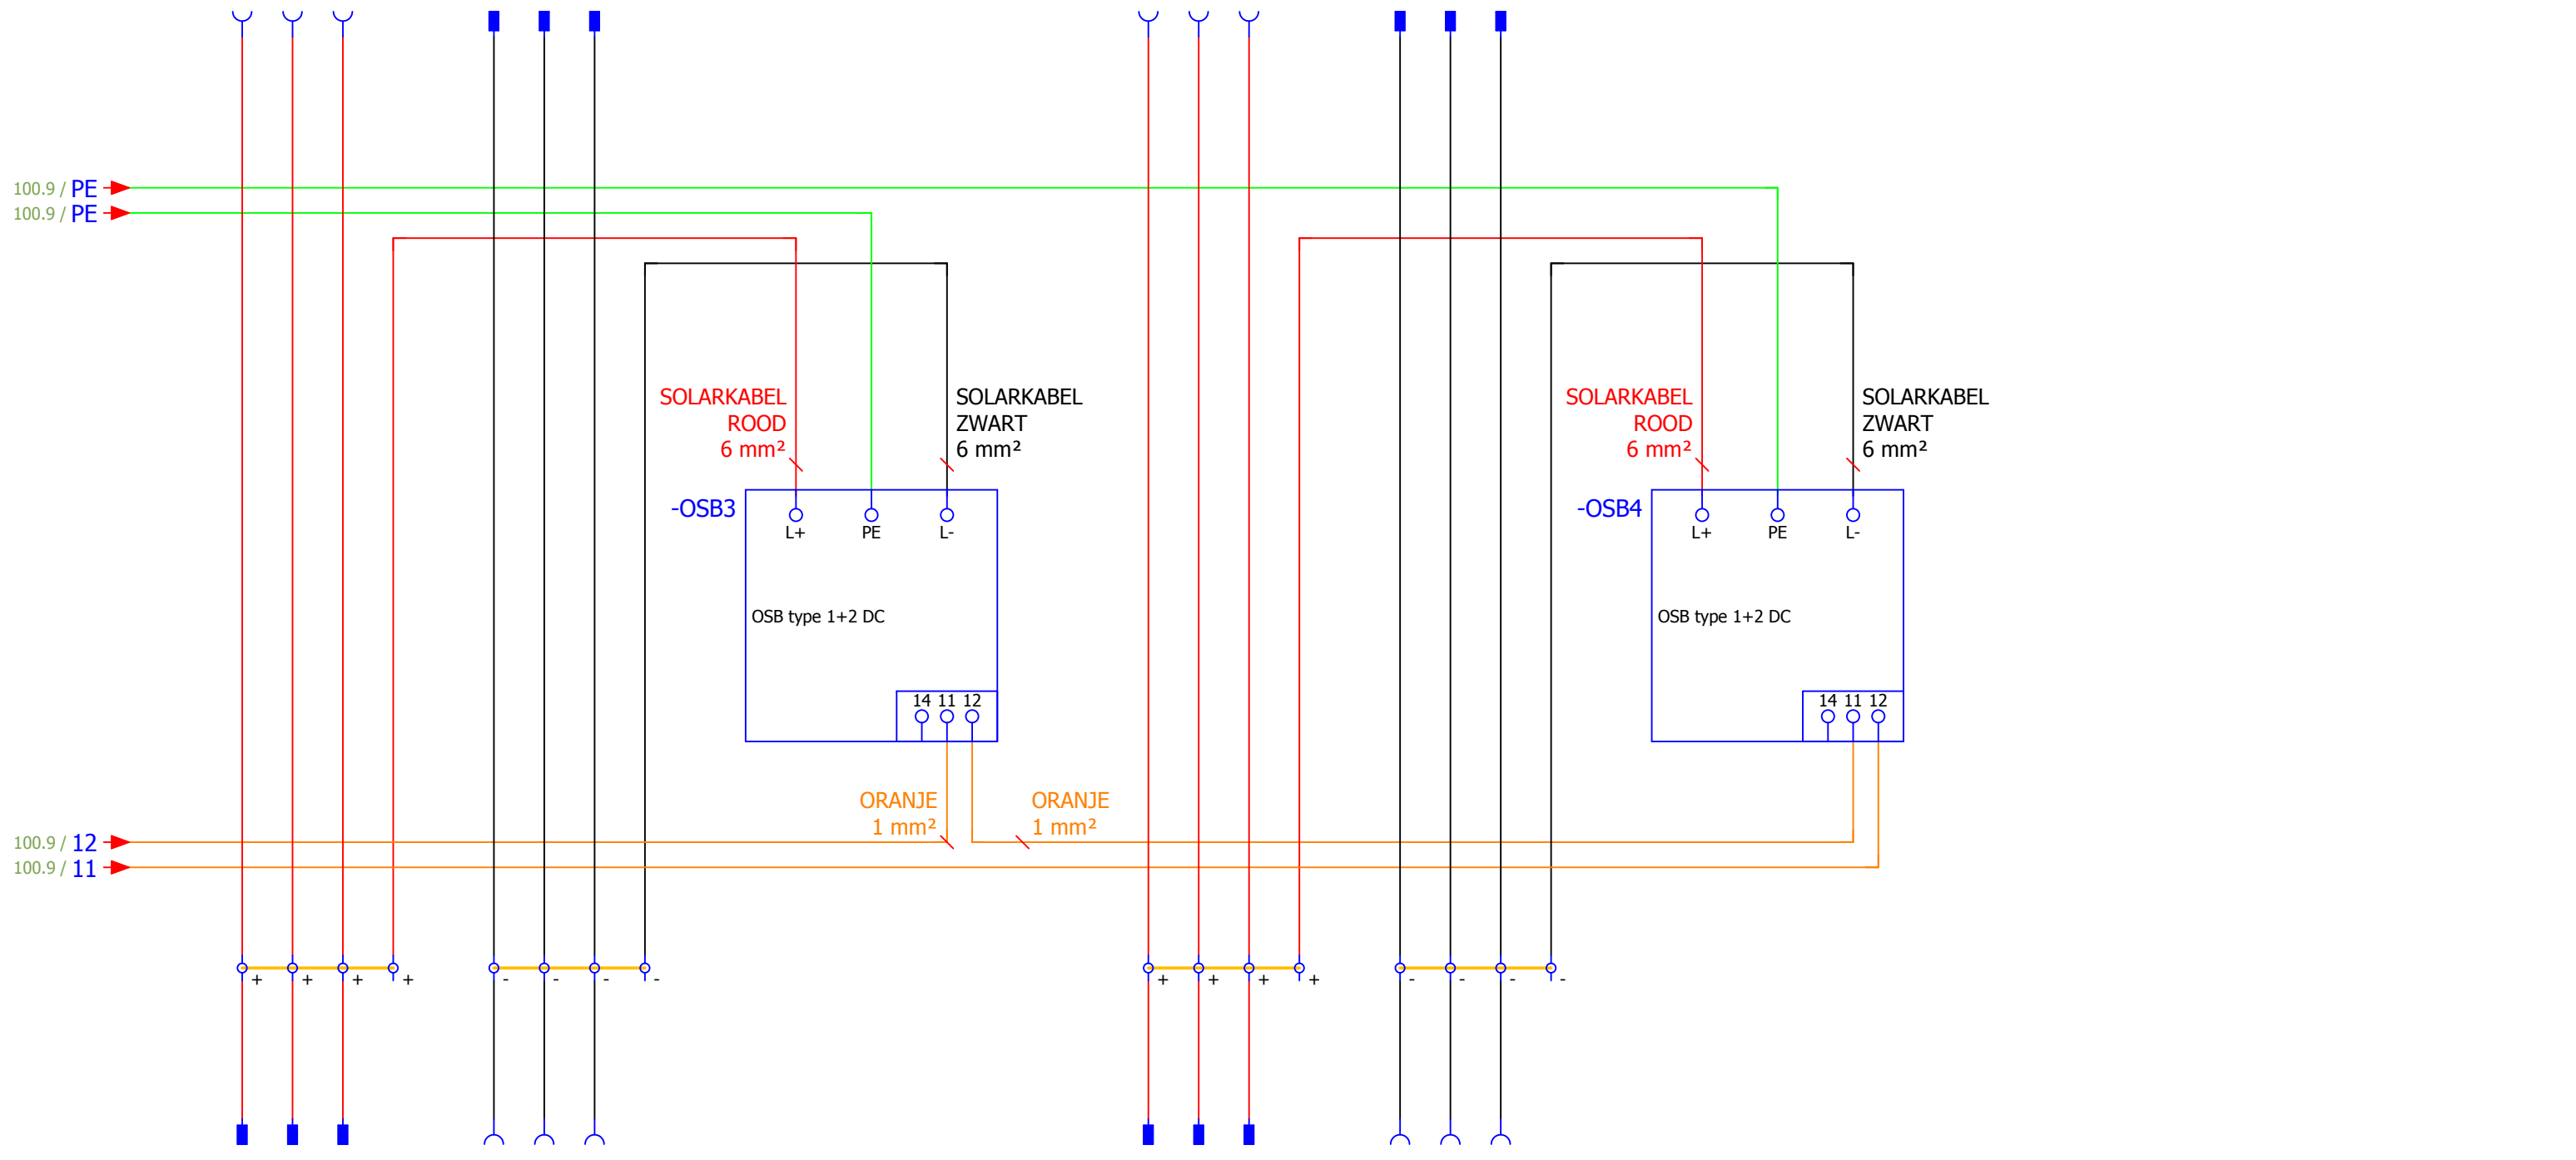 100.9 / PE
100.9 / PE
SOLARKABEL
ROOD
6 mm²
SOLARKABEL
ZWART
6 mm²
SOLARKABEL
ROOD
6 mm²
SOLARKABEL
ZWART
6 mm²
-OSB3
L+ PE L-
OSB type 1+2 DC
14 11 12
-OSB4
L+ PE L-
OSB type 1+2 DC
14 11 12
ORANJE
1 mm²
ORANJE
1 mm²
100.9 / 12
100.9 / 11
+ + + + - - - - + + + + - - - -